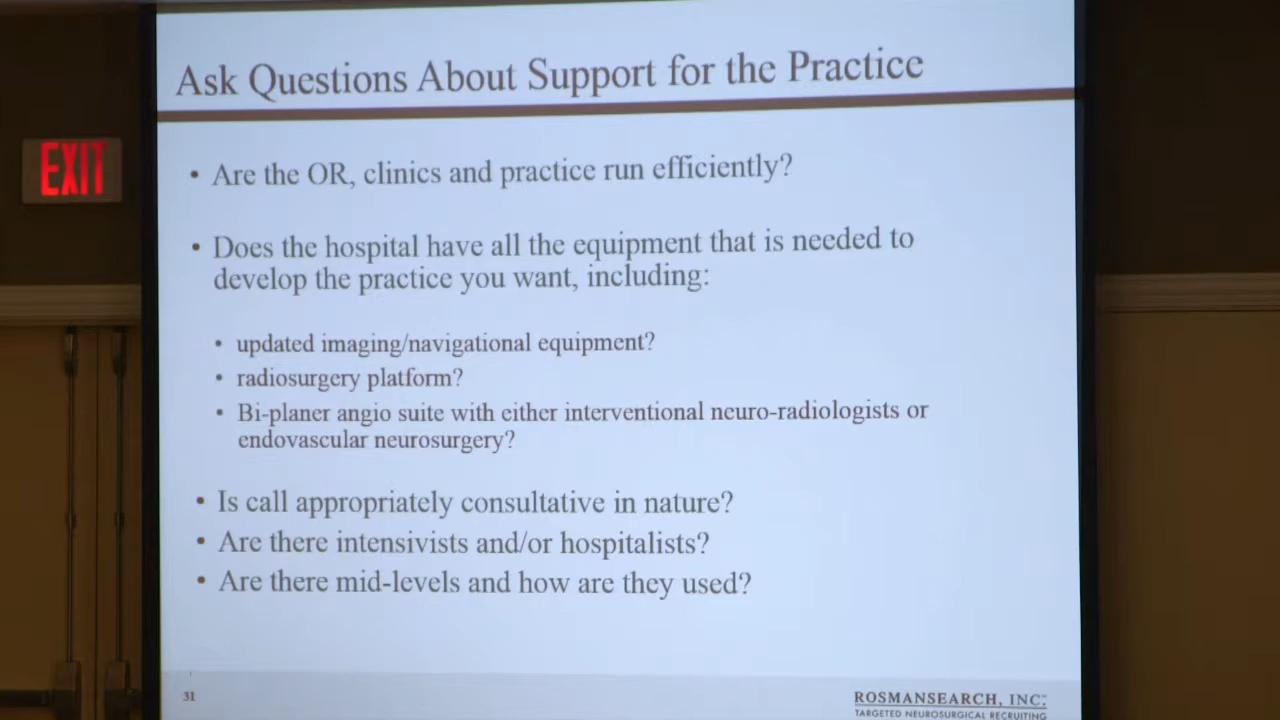 Ask Questions About Support for the Practice
EXIT
• Are the OR, clinics and practice run efficiently?
• Does the hospital have all the equipment that is needed to
develop the practice you want, including:
• updated imaging/navigational equipment?
• radiosurgery platform?
• Bi-planer angio suite with either interventional neuro-radiologists or
endovascular neurosurgery?
• Is call appropriately consultative in nature?
• Are there intensivists and/or hospitalists?
• Are there mid-levels and how are they used?
31
ROSMANSEARCH, INC.
TARGETED NEUROSURGICAL RECRUITING